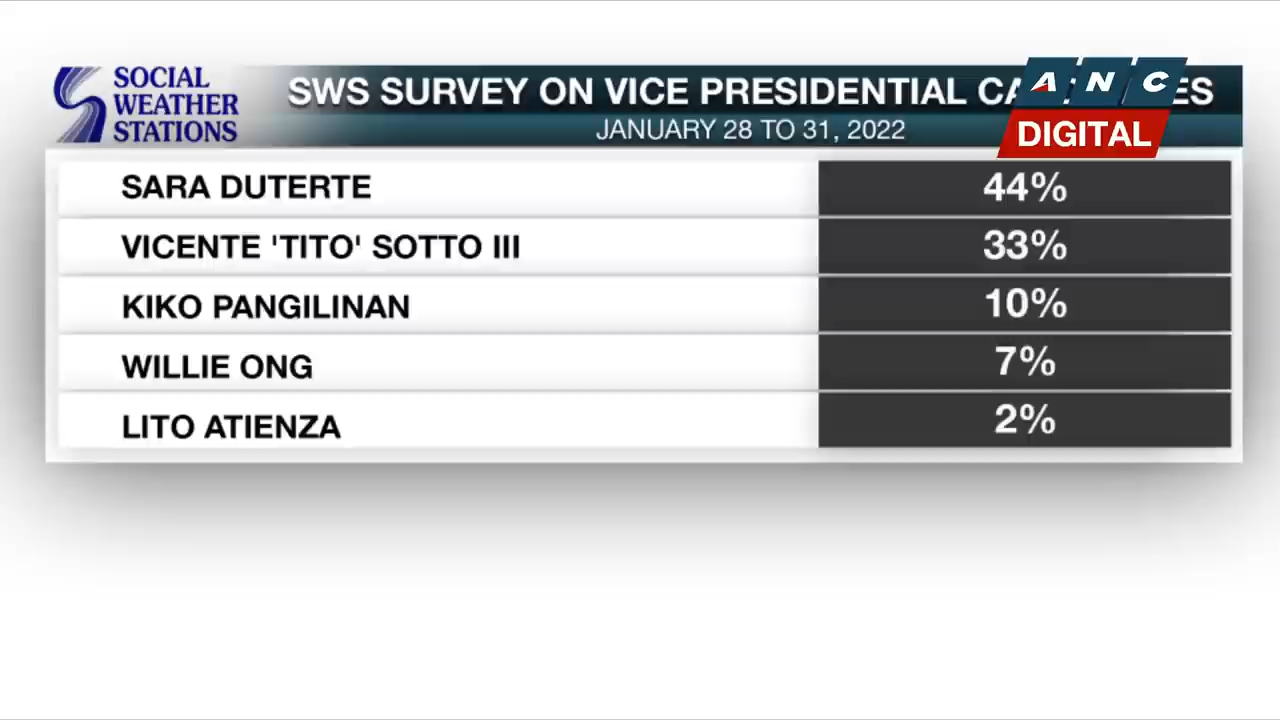 SOCIAL
WEATHER
STATIONS
SWS SURVEY ON VICE PRESIDENTIAL
JANUARY 28 TO 31, 2022
ANC
DIGITAL
SARA DUTERTE 44%
VICENTE 'TITO' SOTTO III 33%
KIKO PANGILINAN 10%
WILLIE ONG 7%
LITO ATIENZA 2%